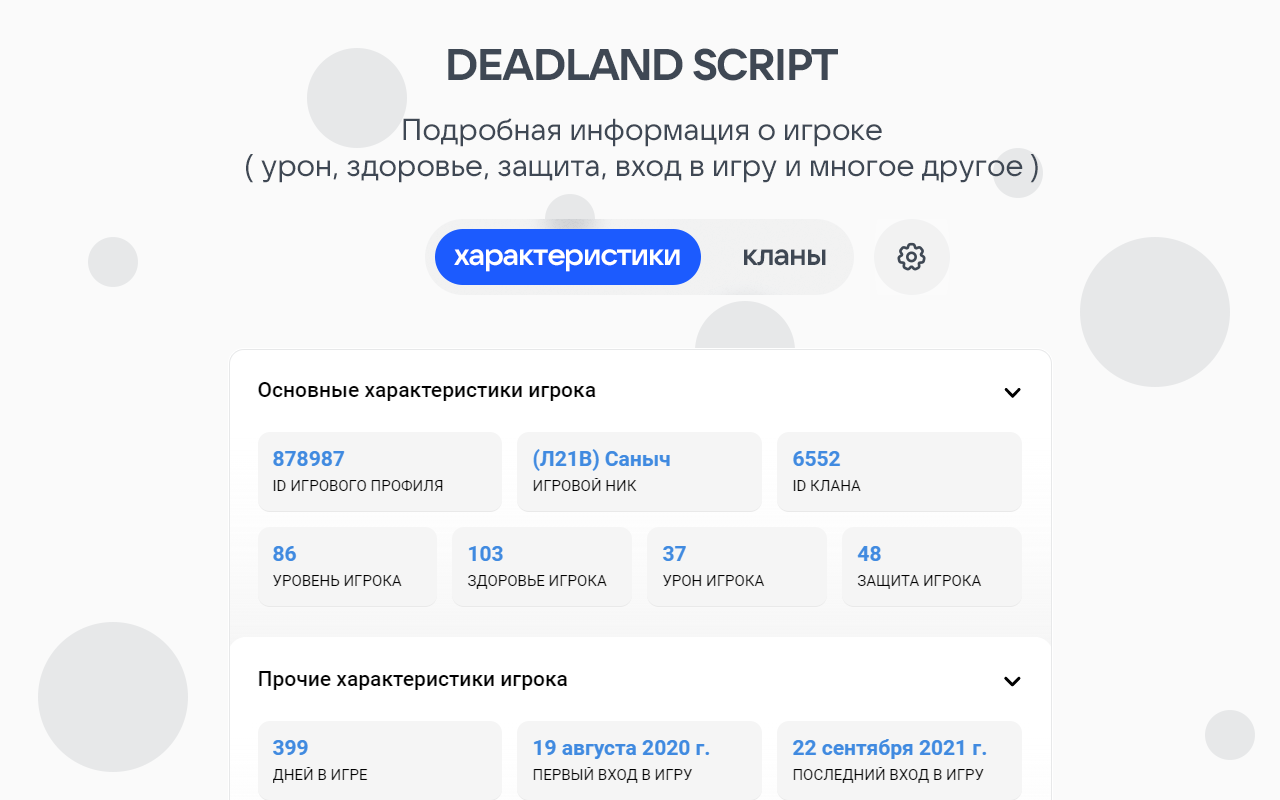 DEADLAND SCRIPT
Подробная информация о игроке
( урон, здоровье, защита, вход в игру и многое другое )
характеристики кланы
Основные характеристики игрока
878987 (Л21В) Саныч 6552
ID ИГРОВОГО ПРОФИЛЯ ИГРОВОЙ НИК ID КЛАНА
86 103 37 48
УРОВЕНЬ ИГРОКА ЗДОРОВЬЕ ИГРОКА УРОН ИГРОКА ЗАЩИТА ИГРОКА
Прочие характеристики игрока
399 19 августа 2020 г. 22 сентября 2021 г.
ДНЕЙ В ИГРЕ ПЕРВЫЙ ВХОД В ИГРУ ПОСЛЕДНИЙ ВХОД В ИГРУ